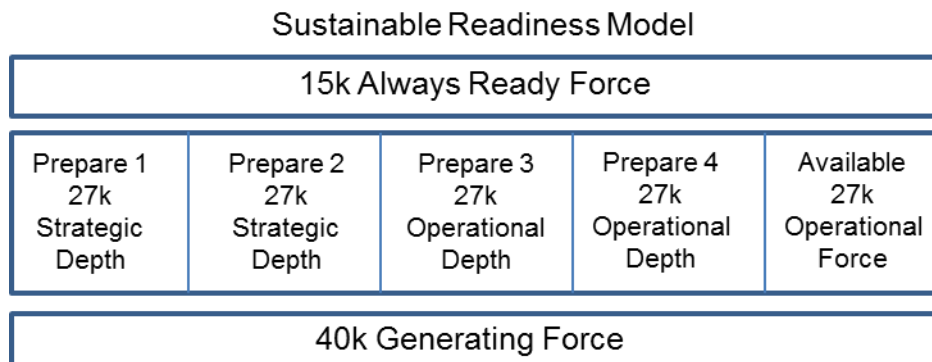 Sustainable Readiness Model
15k Always Ready Force
Prepare 1
27k
Strategic
Depth
Prepare 2
27k
Strategic
Depth
Prepare 3
27k
Operational
Depth
Prepare 4
27k
Operational
Depth
Available
27k
Operational
Force
40k Generating Force